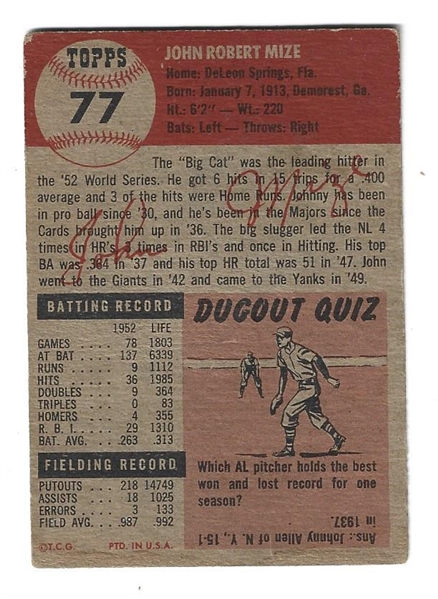 TOPPS
77
JOHN ROBERT MIZE
Home: DeLeon Springs, Fla.
Born: January 7, 1913, Demorest, Ga.
Ht.: 6'2" — Wt.: 220
Bats: Left — Throws: Right
The "Big Cat" was the leading hitter in
the '52 World Series. He got 6 hits in 15 trips for a .400
average and 3 of the hits were Home Runs. Johnny has been
in pro ball since '30, and he's been in the Majors since
the Cards brought him up in '36. The big slugger led the NL 4
times in HR's 3 times in RBI's and once in Hitting. His top
BA was .364 in '37 and his top HR total was 51 in '47. John
went to the Giants in '42 and came to the Yanks in '49.
John Mize
BATTING RECORD
1952 LIFE
GAMES 78 1803
AT BAT 137 6339
RUNS 9 1112
HITS 36 1985
DOUBLES 9 364
TRIPLES 0 83
HOMERS 4 355
R. B. I. 29 1310
BAT. AVG. .263 .313
FIELDING RECORD
PUTOUTS 218 14749
ASSISTS 18 1025
ERRORS 3 133
FIELD AVG. .987 .992
©T.C.G. PTD. IN U.S.A.
DUGOUT QUIZ
Which AL pitcher holds the best
won and lost record for one
season?
Ans.: Johnny Allen of N. Y., 15-1
in 1937.